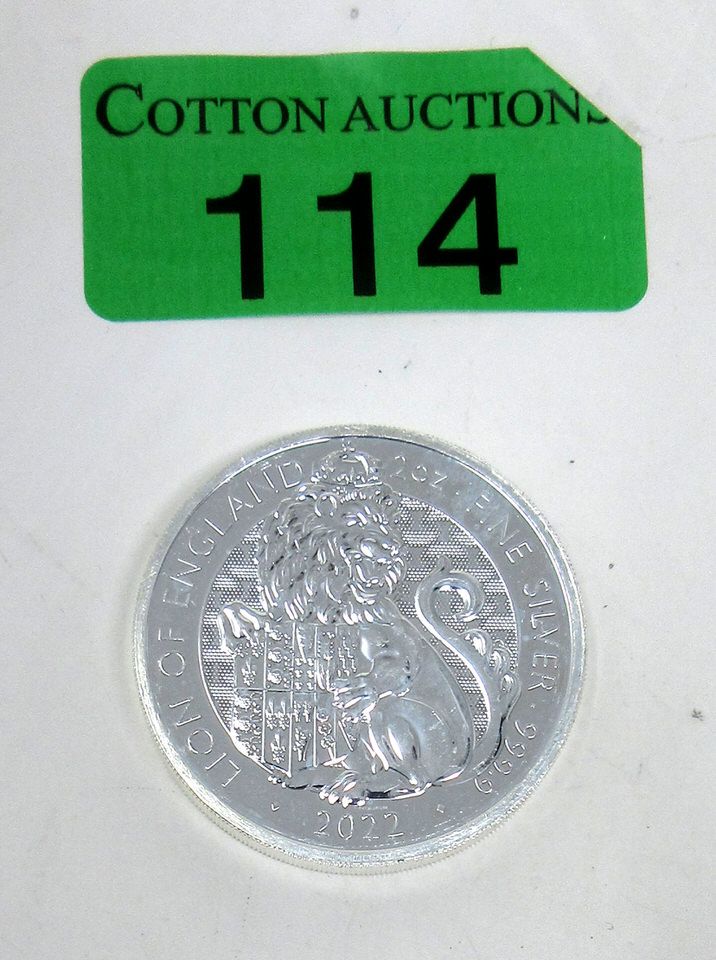 COTTON AUCTIONS
114
LION OF ENGLAND 2oz · FINE SILVER · 999.9
2022